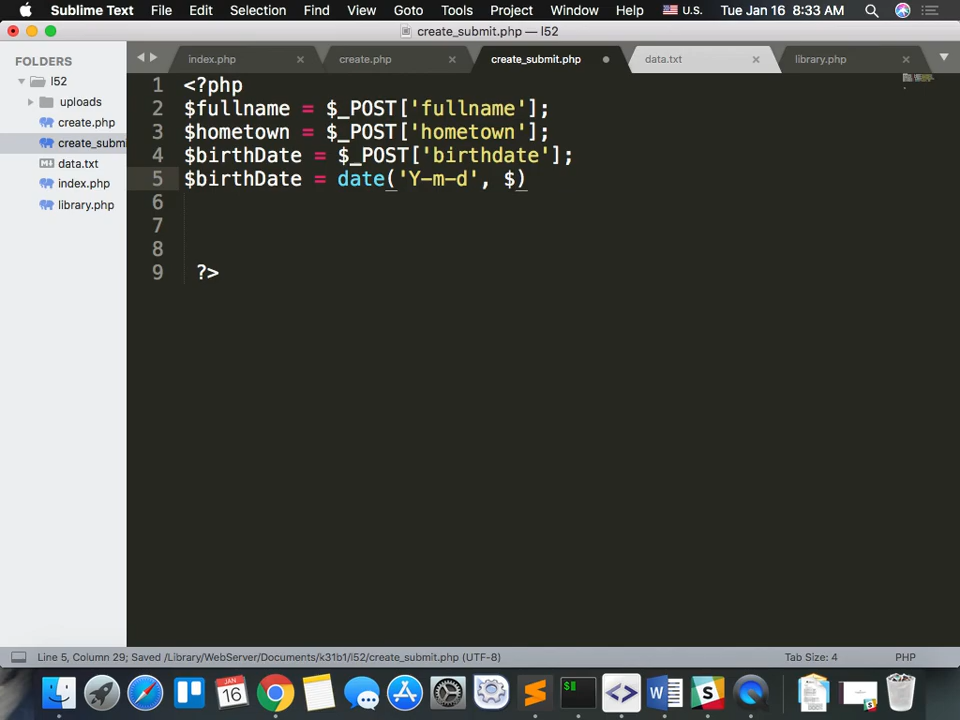 Sublime Text File Edit Selection Find View Goto Tools Project Window Help U.S. Tue Jan 16 8:33 AM
create_submit.php — l52
FOLDERS
l52
uploads
create.php
create_submi
data.txt
index.php
library.php
index.php create.php create_submit.php data.txt library.php
1 <?php
2 $fullname = $_POST['fullname'];
3 $hometown = $_POST['hometown'];
4 $birthDate = $_POST['birthdate'];
5 $birthDate = date('Y-m-d', $)
6
7
8
9 ?>
Line 5, Column 29; Saved /Library/WebServer/Documents/k31b1/l52/create_submit.php (UTF-8) Tab Size: 4 PHP
16